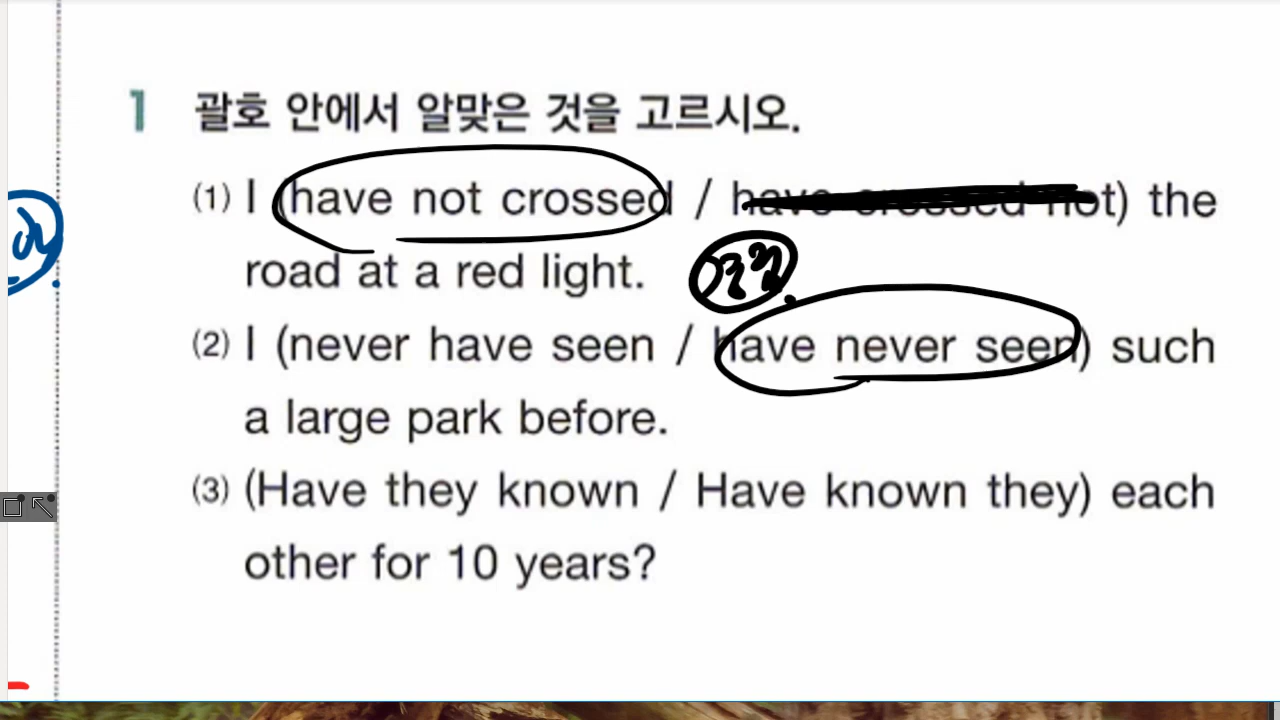 1 괄호 안에서 알맞은 것을 고르시오.
(1) I (have not crossed / have crossed not) the
road at a red light.
(2) I (never have seen / have never seen) such
a large park before.
(3) (Have they known / Have known they) each
other for 10 years?